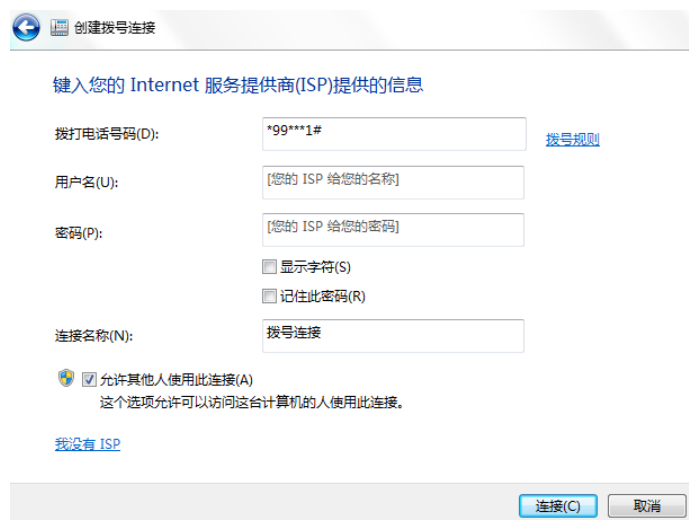 创建拨号连接
键入您的 Internet 服务提供商(ISP)提供的信息
拨打电话号码(D): *99***1# 拨号规则
用户名(U): [您的 ISP 给您的名称]
密码(P): [您的 ISP 给您的密码]
显示字符(S)
记住此密码(R)
连接名称(N): 拨号连接
允许其他人使用此连接(A)
这个选项允许可以访问这台计算机的人使用此连接。
我没有 ISP
连接(C) 取消